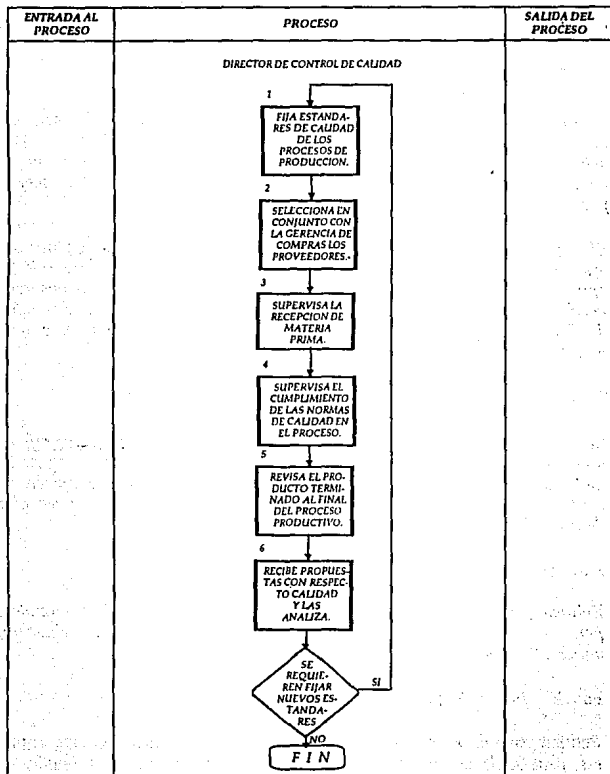 ENTRADA AL
PROCESO
PROCESO
SALIDA DEL
PROCESO
DIRECTOR DE CONTROL DE CALIDAD
1
FIJA ESTANDA-
RES DE CALIDAD
DE LOS
PROCESOS DE
PRODUCCION.
2
SELECCIONA EN
CONJUNTO CON
LA GERENCIA DE
COMPRAS LOS
PROVEEDORES.
3
SUPERVISA LA
RECEPCION DE
MATERIA
PRIMA.
4
SUPERVISA EL
CUMPLIMIENTO
DE LAS NORMAS
DE CALIDAD EN
EL PROCESO.
5
REVISA EL PRO-
DUCTO TERMI-
NADO AL FINAL
DEL PROCESO
PRODUCTIVO.
6
RECIBE PROPUES-
TAS CON RESPEC-
TO CALIDAD
Y LAS
ANALIZA.
SE
REQUIE-
REN FIJAR
NUEVOS ES-
TANDARES
SI
NO
F I N